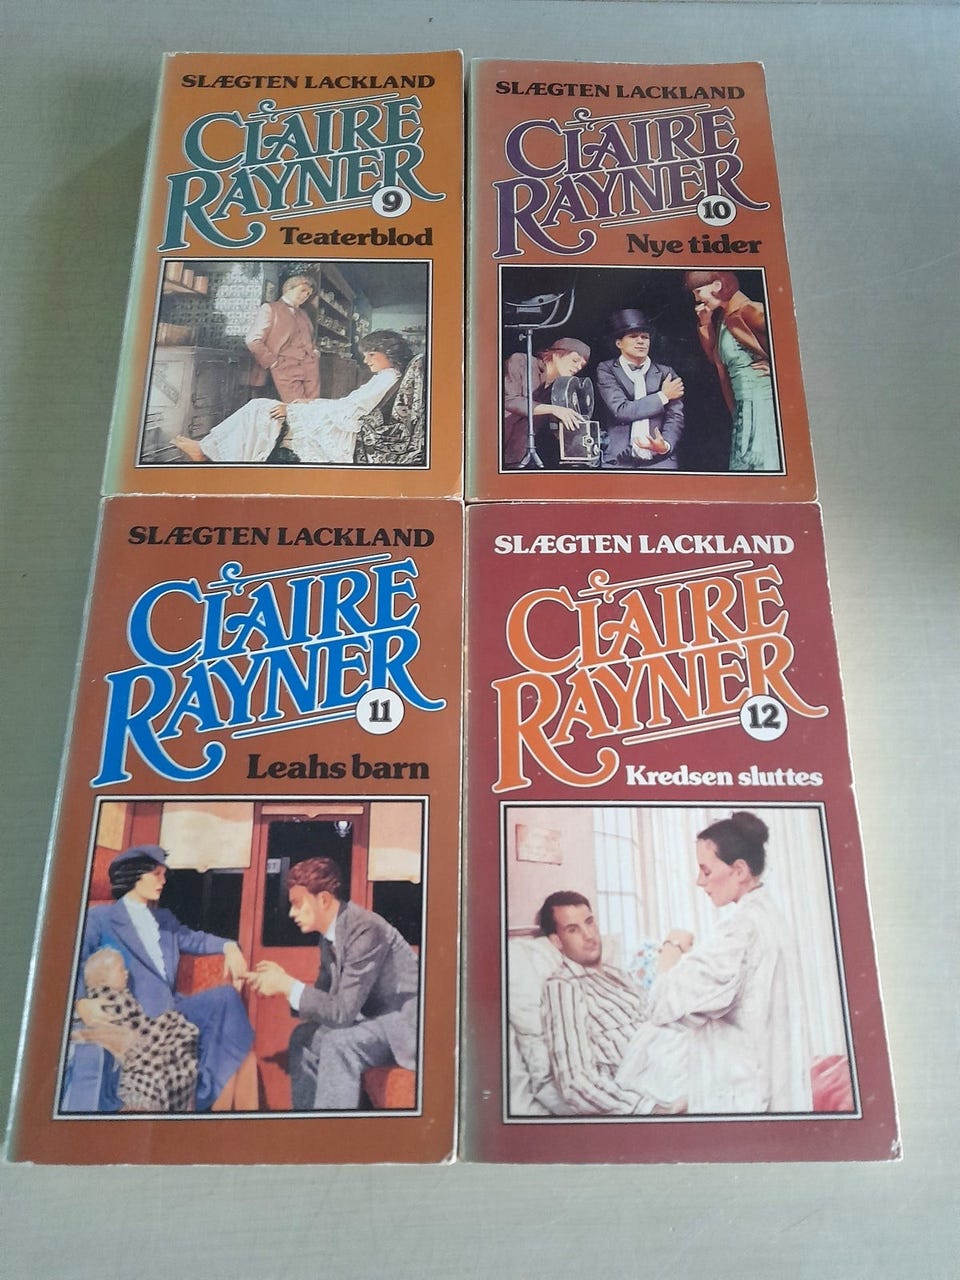 SLÆGTEN LACKLAND
CLAIRE
RAYNER
9
Teaterblod
SLÆGTEN LACKLAND
CLAIRE
RAYNER
10
Nye tider
SLÆGTEN LACKLAND
CLAIRE
RAYNER
11
Leahs barn
SLÆGTEN LACKLAND
CLAIRE
RAYNER
12
Kredsen sluttes